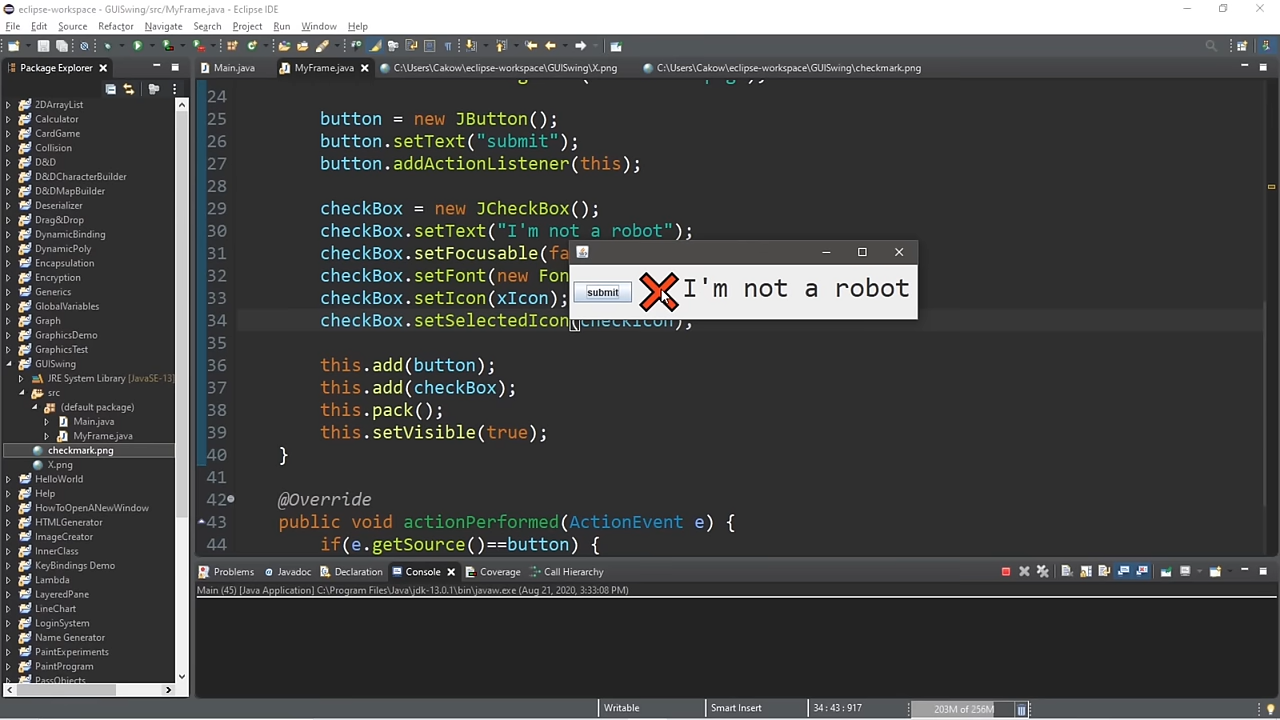 eclipse-workspace - GUISwing/src/MyFrame.java - Eclipse IDE
File Edit Source Refactor Navigate Search Project Run Window Help
Package Explorer
Main.java MyFrame.java C:\Users\Cakow\eclipse-workspace\GUISwing\X.png C:\Users\Cakow\eclipse-workspace\GUISwing\checkmark.png
2DArrayList
Calculator
CardGame
Collision
D&D
D&DCharacterBuilder
D&DMapBuilder
Deserializer
Drag&Drop
DynamicBinding
DynamicPoly
Encapsulation
Encryption
Generics
GlobalVariables
Graph
GraphicsDemo
GraphicsTest
GUISwing
JRE System Library [JavaSE-13]
src
(default package)
Main.java
MyFrame.java
checkmark.png
X.png
HelloWorld
Help
HowToOpenANewWindow
HTMLGenerator
ImageCreator
InnerClass
KeyBindings Demo
Lambda
LayeredPane
LineChart
LoginSystem
Name Generator
PaintExperiments
PaintProgram
PassObjects
24
25 button = new JButton();
26 button.setText("submit");
27 button.addActionListener(this);
28
29 checkBox = new JCheckBox();
30 checkBox.setText("I'm not a robot");
31 checkBox.setFocusable(fa
32 checkBox.setFont(new Fon
33 checkBox.setIcon(xIcon);
34 checkBox.setSelectedIcon(checkIcon);
35
36 this.add(button);
37 this.add(checkBox);
38 this.pack();
39 this.setVisible(true);
40 }
41
42 @Override
43 public void actionPerformed(ActionEvent e) {
44 if(e.getSource()==button) {
submit I'm not a robot
Problems Javadoc Declaration Console Coverage Call Hierarchy
Main (45) [Java Application] C:\Program Files\Java\jdk-13.0.1\bin\javaw.exe (Aug 21, 2020, 3:33:08 PM)
Writable Smart Insert 34 : 43 : 917 203M of 256M